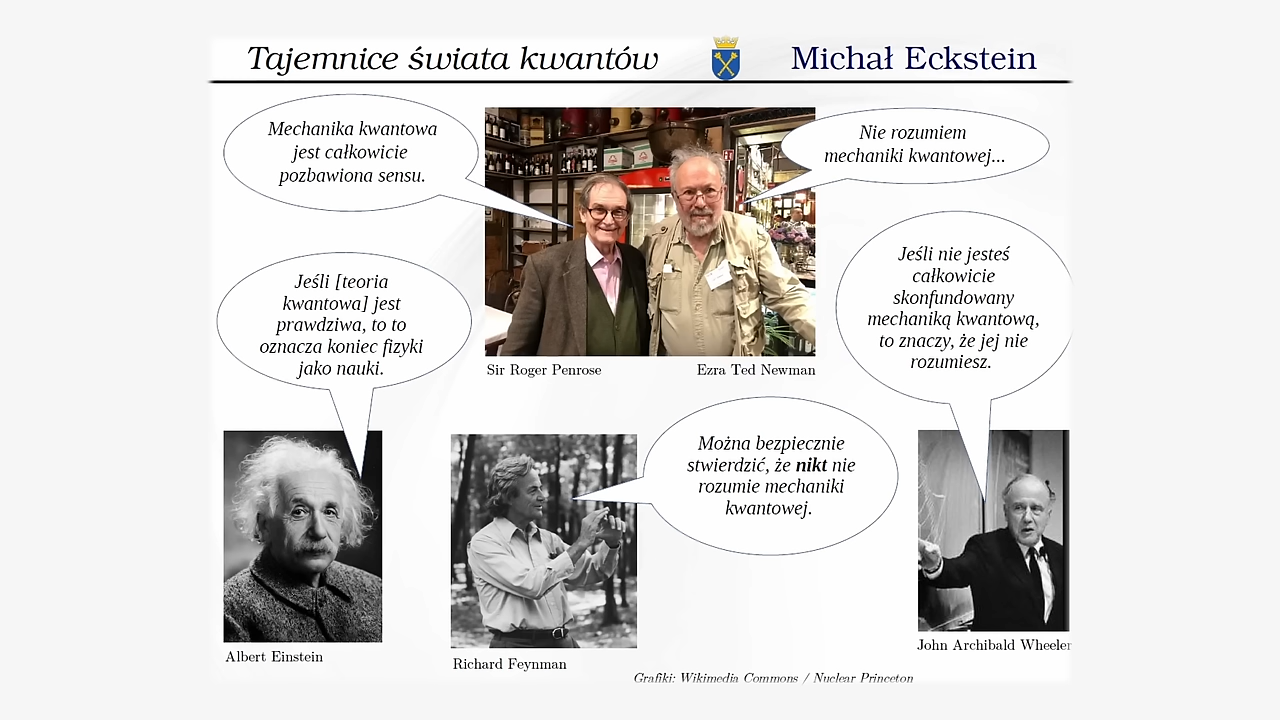 Tajemnice świata kwantów
Michał Eckstein
Mechanika kwantowa
jest całkowicie
pozbawiona sensu.
Nie rozumiem
mechaniki kwantowej...
Sir Roger Penrose
Ezra Ted Newman
Jeśli [teoria
kwantowa] jest
prawdziwa, to to
oznacza koniec fizyki
jako nauki.
Jeśli nie jesteś
całkowicie
skonfundowany
mechaniką kwantową,
to znaczy, że jej nie
rozumiesz.
Można bezpiecznie
stwierdzić, że nikt nie
rozumie mechaniki
kwantowej.
Albert Einstein
Richard Feynman
John Archibald Wheeler
Grafiki: Wikimedia Commons / Nuclear Princeton